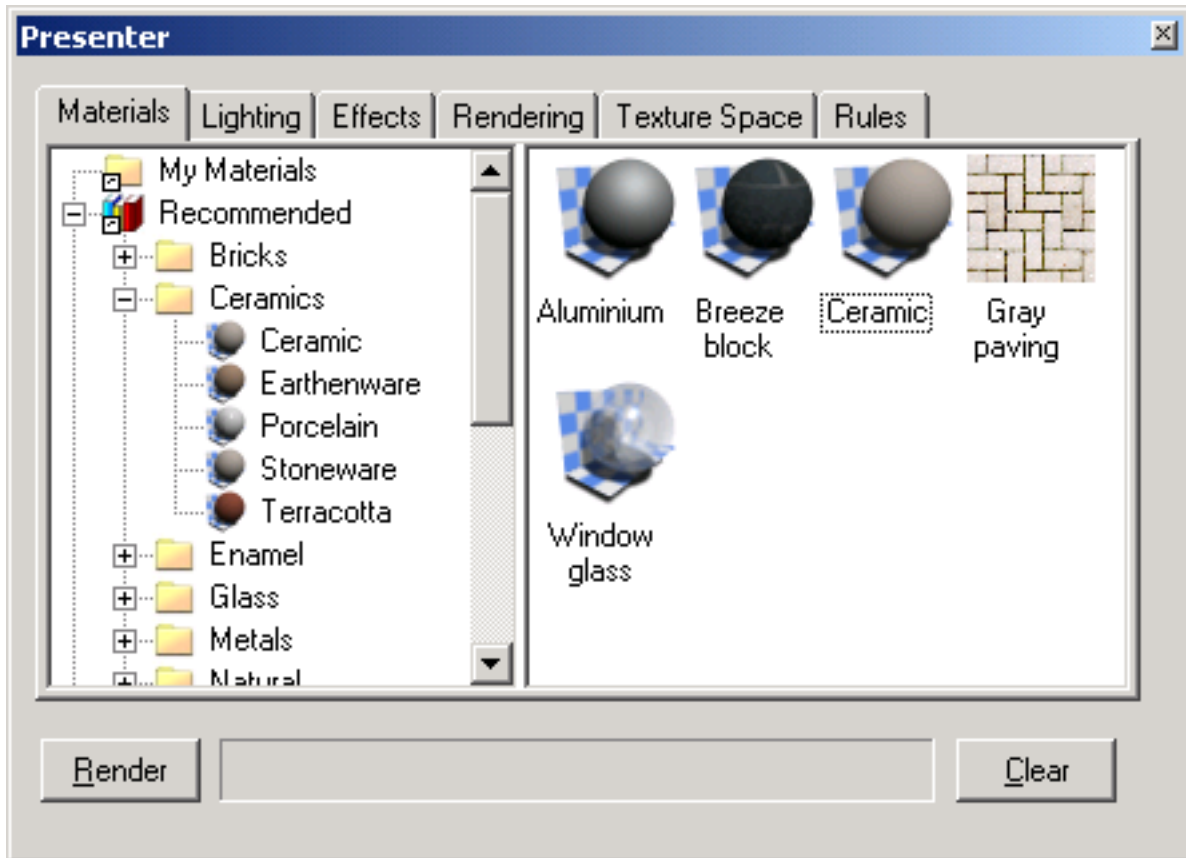 Presenter
Materials Lighting Effects Rendering Texture Space Rules
My Materials
Recommended
Bricks
Ceramics
Ceramic
Earthenware
Porcelain
Stoneware
Terracotta
Enamel
Glass
Metals
Natural
Aluminium
Breeze
block
Ceramic
Gray
paving
Window
glass
Render
Clear